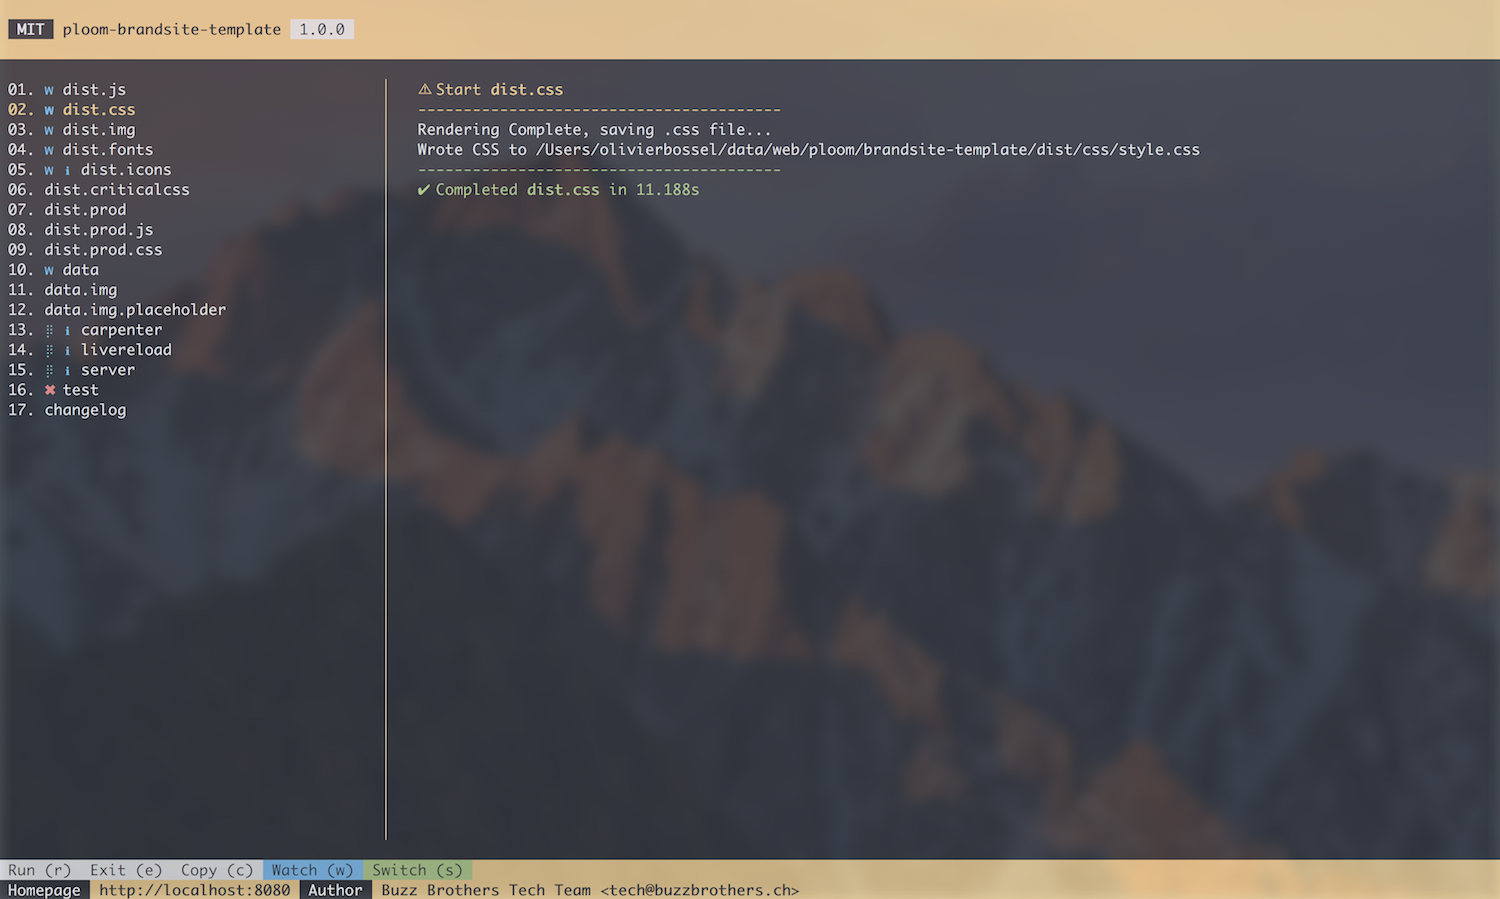 MIT ploom-brandsite-template 1.0.0
01. w dist.js
02. w dist.css
03. w dist.img
04. w dist.fonts
05. w i dist.icons
06. dist.criticalcss
07. dist.prod
08. dist.prod.js
09. dist.prod.css
10. w data
11. data.img
12. data.img.placeholder
13. ⣿ i carpenter
14. ⣿ i livereload
15. ⣿ i server
16. ✖ test
17. changelog
⚠ Start dist.css
----------------------------------------
Rendering Complete, saving .css file...
Wrote CSS to /Users/olivierbossel/data/web/ploom/brandsite-template/dist/css/style.css
----------------------------------------
✔ Completed dist.css in 11.188s
Run (r) Exit (e) Copy (c) Watch (w) Switch (s)
Homepage http://localhost:8080 Author Buzz Brothers Tech Team <tech@buzzbrothers.ch>